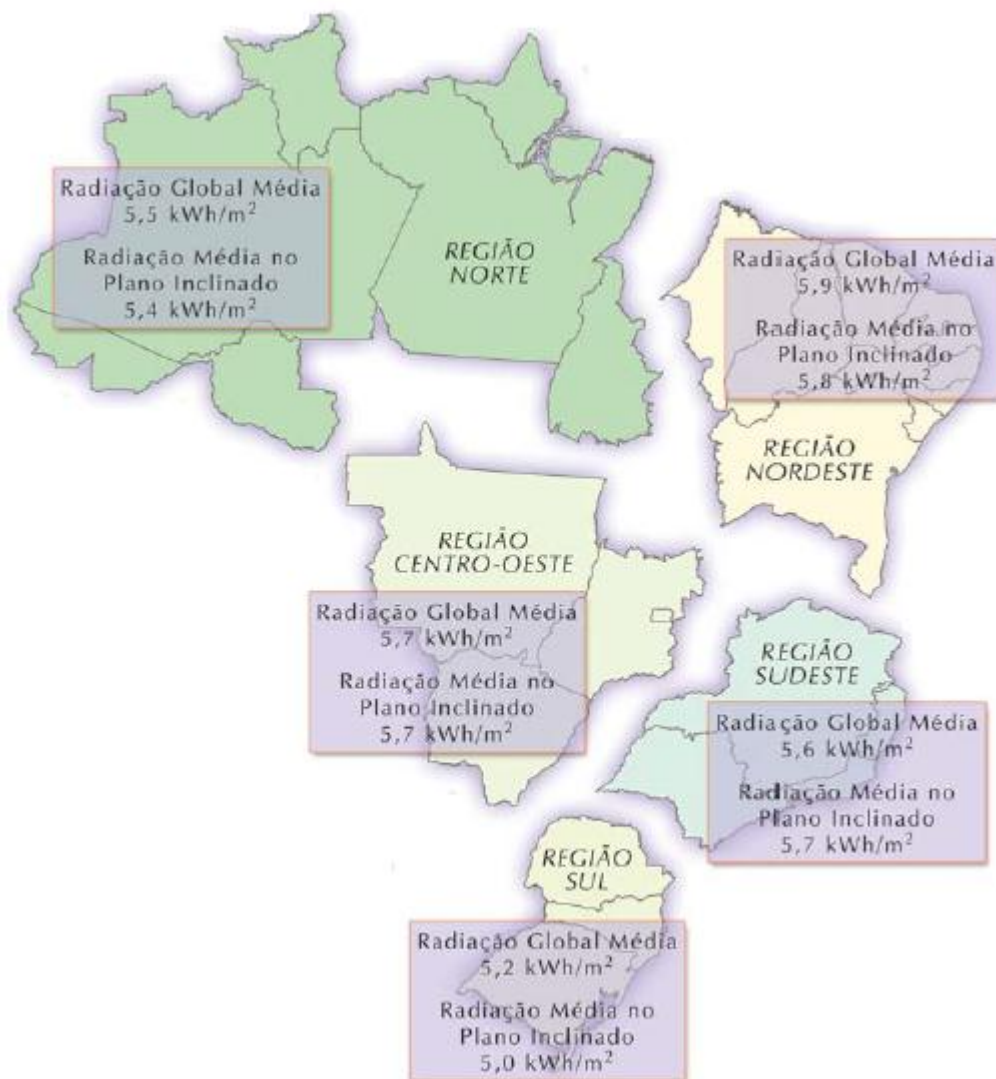 Radiação Global Média
5,5 kWh/m²
Radiação Média no
Plano Inclinado
5,4 kWh/m²
REGIÃO
NORTE
Radiação Global Média
5,9 kWh/m²
Radiação Média no
Plano Inclinado
5,8 kWh/m²
REGIÃO
NORDESTE
REGIÃO
CENTRO-OESTE
Radiação Global Média
5,7 kWh/m²
Radiação Média no
Plano Inclinado
5,7 kWh/m²
REGIÃO
SUDESTE
Radiação Global Média
5,6 kWh/m²
Radiação Média no
Plano Inclinado
5,7 kWh/m²
REGIÃO
SUL
Radiação Global Média
5,2 kWh/m²
Radiação Média no
Plano Inclinado
5,0 kWh/m²